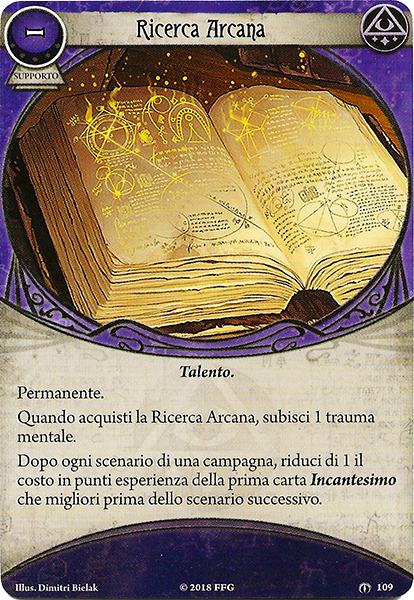 Ricerca Arcana
SUPPORTO
Talento.
Permanente.
Quando acquisti la Ricerca Arcana, subisci 1 trauma
mentale.
Dopo ogni scenario di una campagna, riduci di 1 il
costo in punti esperienza della prima carta Incantesimo
che migliori prima dello scenario successivo.
Illus. Dimitri Bielak
© 2018 FFG
109